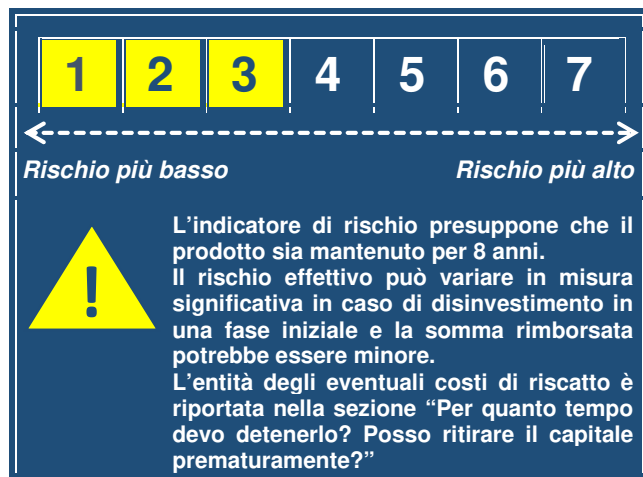 1 2 3 4 5 6 7
Rischio più basso Rischio più alto
!
L'indicatore di rischio presuppone che il
prodotto sia mantenuto per 8 anni.
Il rischio effettivo può variare in misura
significativa in caso di disinvestimento in
una fase iniziale e la somma rimborsata
potrebbe essere minore.
L'entità degli eventuali costi di riscatto è
riportata nella sezione “Per quanto tempo
devo detenerlo? Posso ritirare il capitale
prematuramente?”